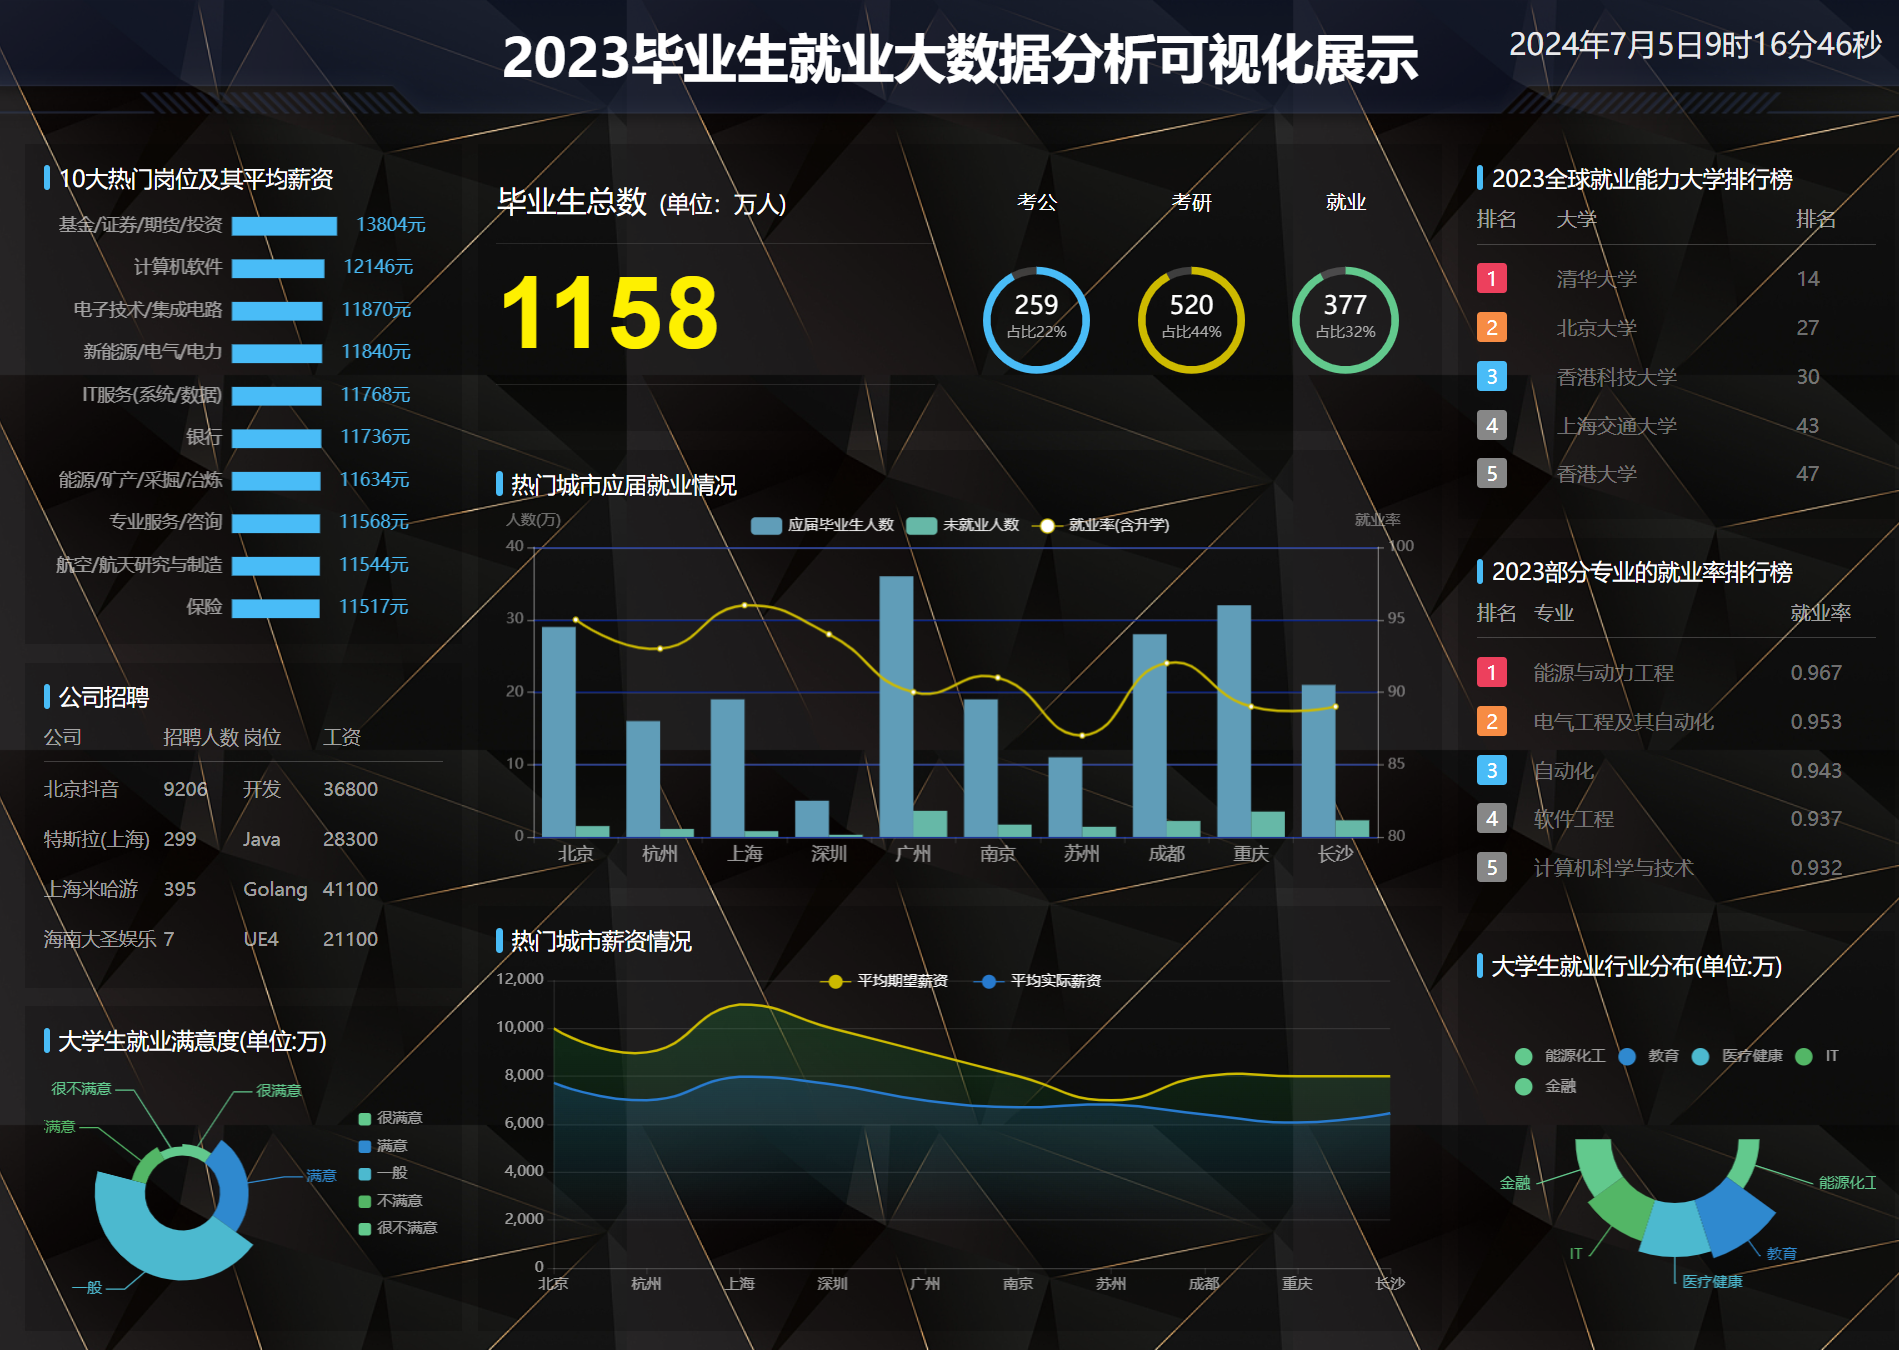 2023毕业生就业大数据分析可视化展示
2024年7月5日9时16分46秒
10大热门岗位及其平均薪资
基金/证券/期货/投资 13804元
计算机软件 12146元
电子技术/集成电路 11870元
新能源/电气/电力 11840元
IT服务(系统/数据) 11768元
银行 11736元
能源/矿产/采掘/冶炼 11634元
专业服务/咨询 11568元
航空/航天研究与制造 11544元
保险 11517元
公司招聘
公司 招聘人数 岗位 工资
北京抖音 9206 开发 36800
特斯拉(上海) 299 Java 28300
上海米哈游 395 Golang 41100
海南大圣娱乐 7 UE4 21100
大学生就业满意度(单位:万)
很不满意 很满意
满意
满意
一般
很满意
满意
一般
不满意
很不满意
毕业生总数 (单位：万人)
1158
考公 考研 就业
259 520 377
占比22% 占比44% 占比32%
热门城市应届就业情况
人数(万) 应届毕业生人数 未就业人数 就业率(含升学) 就业率
40 100
30 95
20 90
10 85
0 80
北京 杭州 上海 深圳 广州 南京 苏州 成都 重庆 长沙
热门城市薪资情况
平均期望薪资 平均实际薪资
12,000
10,000
8,000
6,000
4,000
2,000
0
北京 杭州 上海 深圳 广州 南京 苏州 成都 重庆 长沙
2023全球就业能力大学排行榜
排名 大学 排名
1 清华大学 14
2 北京大学 27
3 香港科技大学 30
4 上海交通大学 43
5 香港大学 47
2023部分专业的就业率排行榜
排名 专业 就业率
1 能源与动力工程 0.967
2 电气工程及其自动化 0.953
3 自动化 0.943
4 软件工程 0.937
5 计算机科学与技术 0.932
大学生就业行业分布(单位:万)
能源化工 教育 医疗健康 IT
金融
金融 能源化工
IT 教育
医疗健康